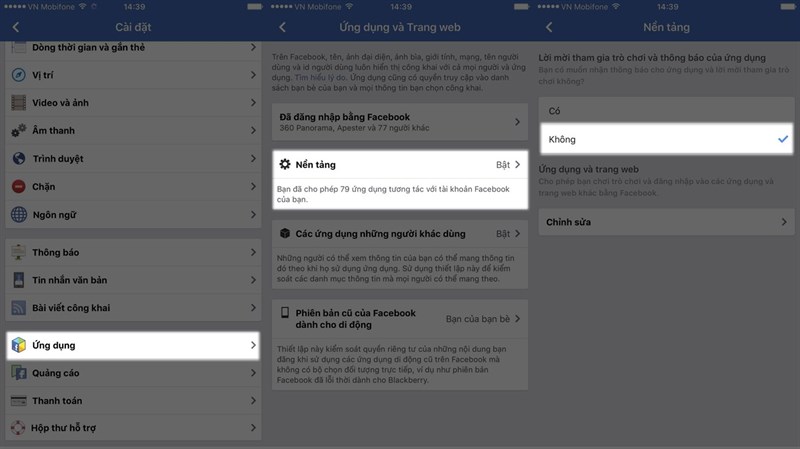 VN Mobifone 14:39
Cài đặt
Dòng thời gian và gắn thẻ
Vị trí
Video và ảnh
Âm thanh
Trình duyệt
Chặn
Ngôn ngữ
Thông báo
Tin nhắn văn bản
Bài viết công khai
Ứng dụng
Quảng cáo
Thanh toán
Hộp thư hỗ trợ
VN Mobifone 14:39
Ứng dụng và Trang web
Trên Facebook, tên, ảnh đại diện, ảnh bìa, giới tính, mạng, tên người
dùng và id người dùng luôn hiển thị công khai với cả mọi người và ứng
dụng. Tìm hiểu lý do. Ứng dụng cũng có quyền truy cập vào danh
sách bạn bè của bạn và mọi thông tin bạn chọn công khai.
Đã đăng nhập bằng Facebook
360 Panorama, Apester và 77 người khác
Nền tảng Bật
Bạn đã cho phép 79 ứng dụng tương tác với tài khoản Facebook
của bạn.
Các ứng dụng những người khác dùng Bật
Những người có thể xem thông tin của bạn có thể mang thông tin
đó theo khi họ sử dụng ứng dụng. Sử dụng thiết lập này để kiểm
soát các danh mục thông tin mà mọi người có thể mang theo.
Phiên bản cũ của Facebook
dành cho di động Bạn của bạn bè
Thiết lập này kiểm soát quyền riêng tư của những nội dung bạn
đăng khi sử dụng các ứng dụng di động cũ trên Facebook mà
không có bộ chọn đối tượng trực tiếp, ví dụ như phiên bản
Facebook đã lỗi thời dành cho Blackberry.
VN Mobifone 14:39
Nền tảng
Lời mời tham gia trò chơi và thông báo của ứng dụng
Bạn có muốn nhận thông báo cho ứng dụng và lời mời tham gia trò
chơi không?
Có
Không
Ứng dụng và trang web
Cho phép bạn chơi trò chơi và đăng nhập vào các ứng dụng và
trang web khác bằng Facebook.
Chỉnh sửa